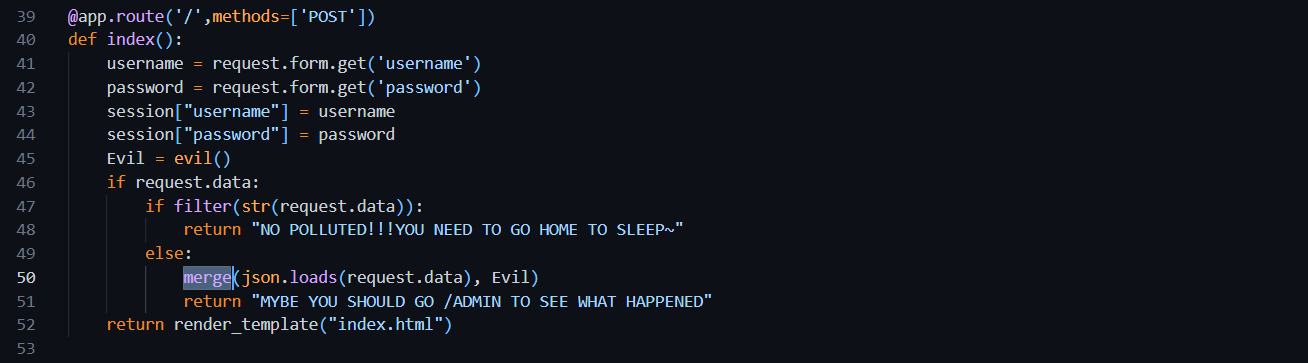 39 @app.route('/',methods=['POST'])
40 def index():
41     username = request.form.get('username')
42     password = request.form.get('password')
43     session["username"] = username
44     session["password"] = password
45     Evil = evil()
46     if request.data:
47         if filter(str(request.data)):
48             return "NO POLLUTED!!!YOU NEED TO GO HOME TO SLEEP~"
49         else:
50             merge(json.loads(request.data), Evil)
51             return "MYBE YOU SHOULD GO /ADMIN TO SEE WHAT HAPPENED"
52     return render_template("index.html")
53